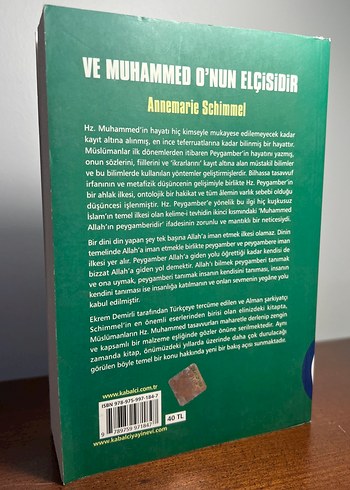 VE MUHAMMED O'NUN ELÇİSİDİR
Annemarie Schimmel
Hz. Muhammed'in hayatı hiç kimseyle mukayese edilemeyecek kadar
kayıt altına alınmış, en ince teferruatlarına kadar bilinmiş bir hayattır.
Müslümanlar ilk dönemlerden itibaren Peygamber'in hayatını yazmış,
onun sözlerini, fiillerini ve 'ikrarlarını' kayıt altına alan müstakil bilimler
ve bu bilimlerde kullanılan yöntemler geliştirmişlerdir. Bilhassa tasavvuf
irfanının ve metafizik düşüncenin gelişimiyle birlikte Hz. Peygamber'in
bir ahlak ilkesi, ontolojik bir hakikat ve tüm âlemin varlık sebebi olduğu
düşüncesi işlenmiştir. Hz. Peygamber'e yönelik bu ilgi hiç kuşkusuz
İslam'ın temel ilkesi olan kelime-i tevhidin ikinci kısmındaki 'Muhammed
Allah'ın peygamberidir' ifadesinin zorunlu ve mantıki bir neticesiydi.
Bir dini din yapan şey tek başına Allah'a iman etmek ilkesi olamaz. Dinin
temelinde Allah'a iman etmekle birlikte peygamber ve peygambere iman
ilkesi yer alır. Peygamber Allah'a giden yolu öğrettiği kadar kendisi de
bizzat Allah'a giden yol demektir. Allah'ı bilmek peygamberi tanımak
ve ona uymak, peygamberi tanımak insanın kendisini tanıması, insanın
kendini tanıması ise insanlığa katılmanın ve onları sevmenin yegâne yolu
kabul edilmiştir.
Ekrem Demirli tarafından Türkçeye tercüme edilen ve Alman şarkiyatçı
Schimmel'in en önemli eserlerinden birisi olan elinizdeki kitapta,
Müslümanların Hz. Muhammed tasavvurları maharetle derlenip zengin
ve kapsamlı bir malzeme eşliğinde gözler önüne serilmektedir. Aynı
zamanda kitap, önümüzdeki yıllarda üzerinde daha çok durulacağı
görülen böyle temel bir konu hakkında yeni bir bakış açısı sunmaktadır.
www.kabalci.com.tr
ISBN 978-975-997-184-7
9 789759 971847
40 TL
www.kabalciyayinevi.com